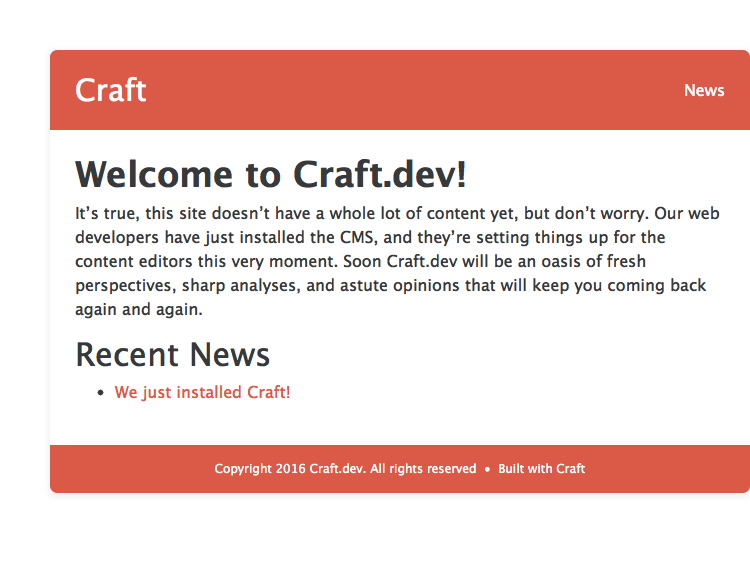 Craft
News
Welcome to Craft.dev!
It’s true, this site doesn’t have a whole lot of content yet, but don’t worry. Our web
developers have just installed the CMS, and they’re setting things up for the
content editors this very moment. Soon Craft.dev will be an oasis of fresh
perspectives, sharp analyses, and astute opinions that will keep you coming back
again and again.
Recent News
• We just installed Craft!
Copyright 2016 Craft.dev. All rights reserved • Built with Craft